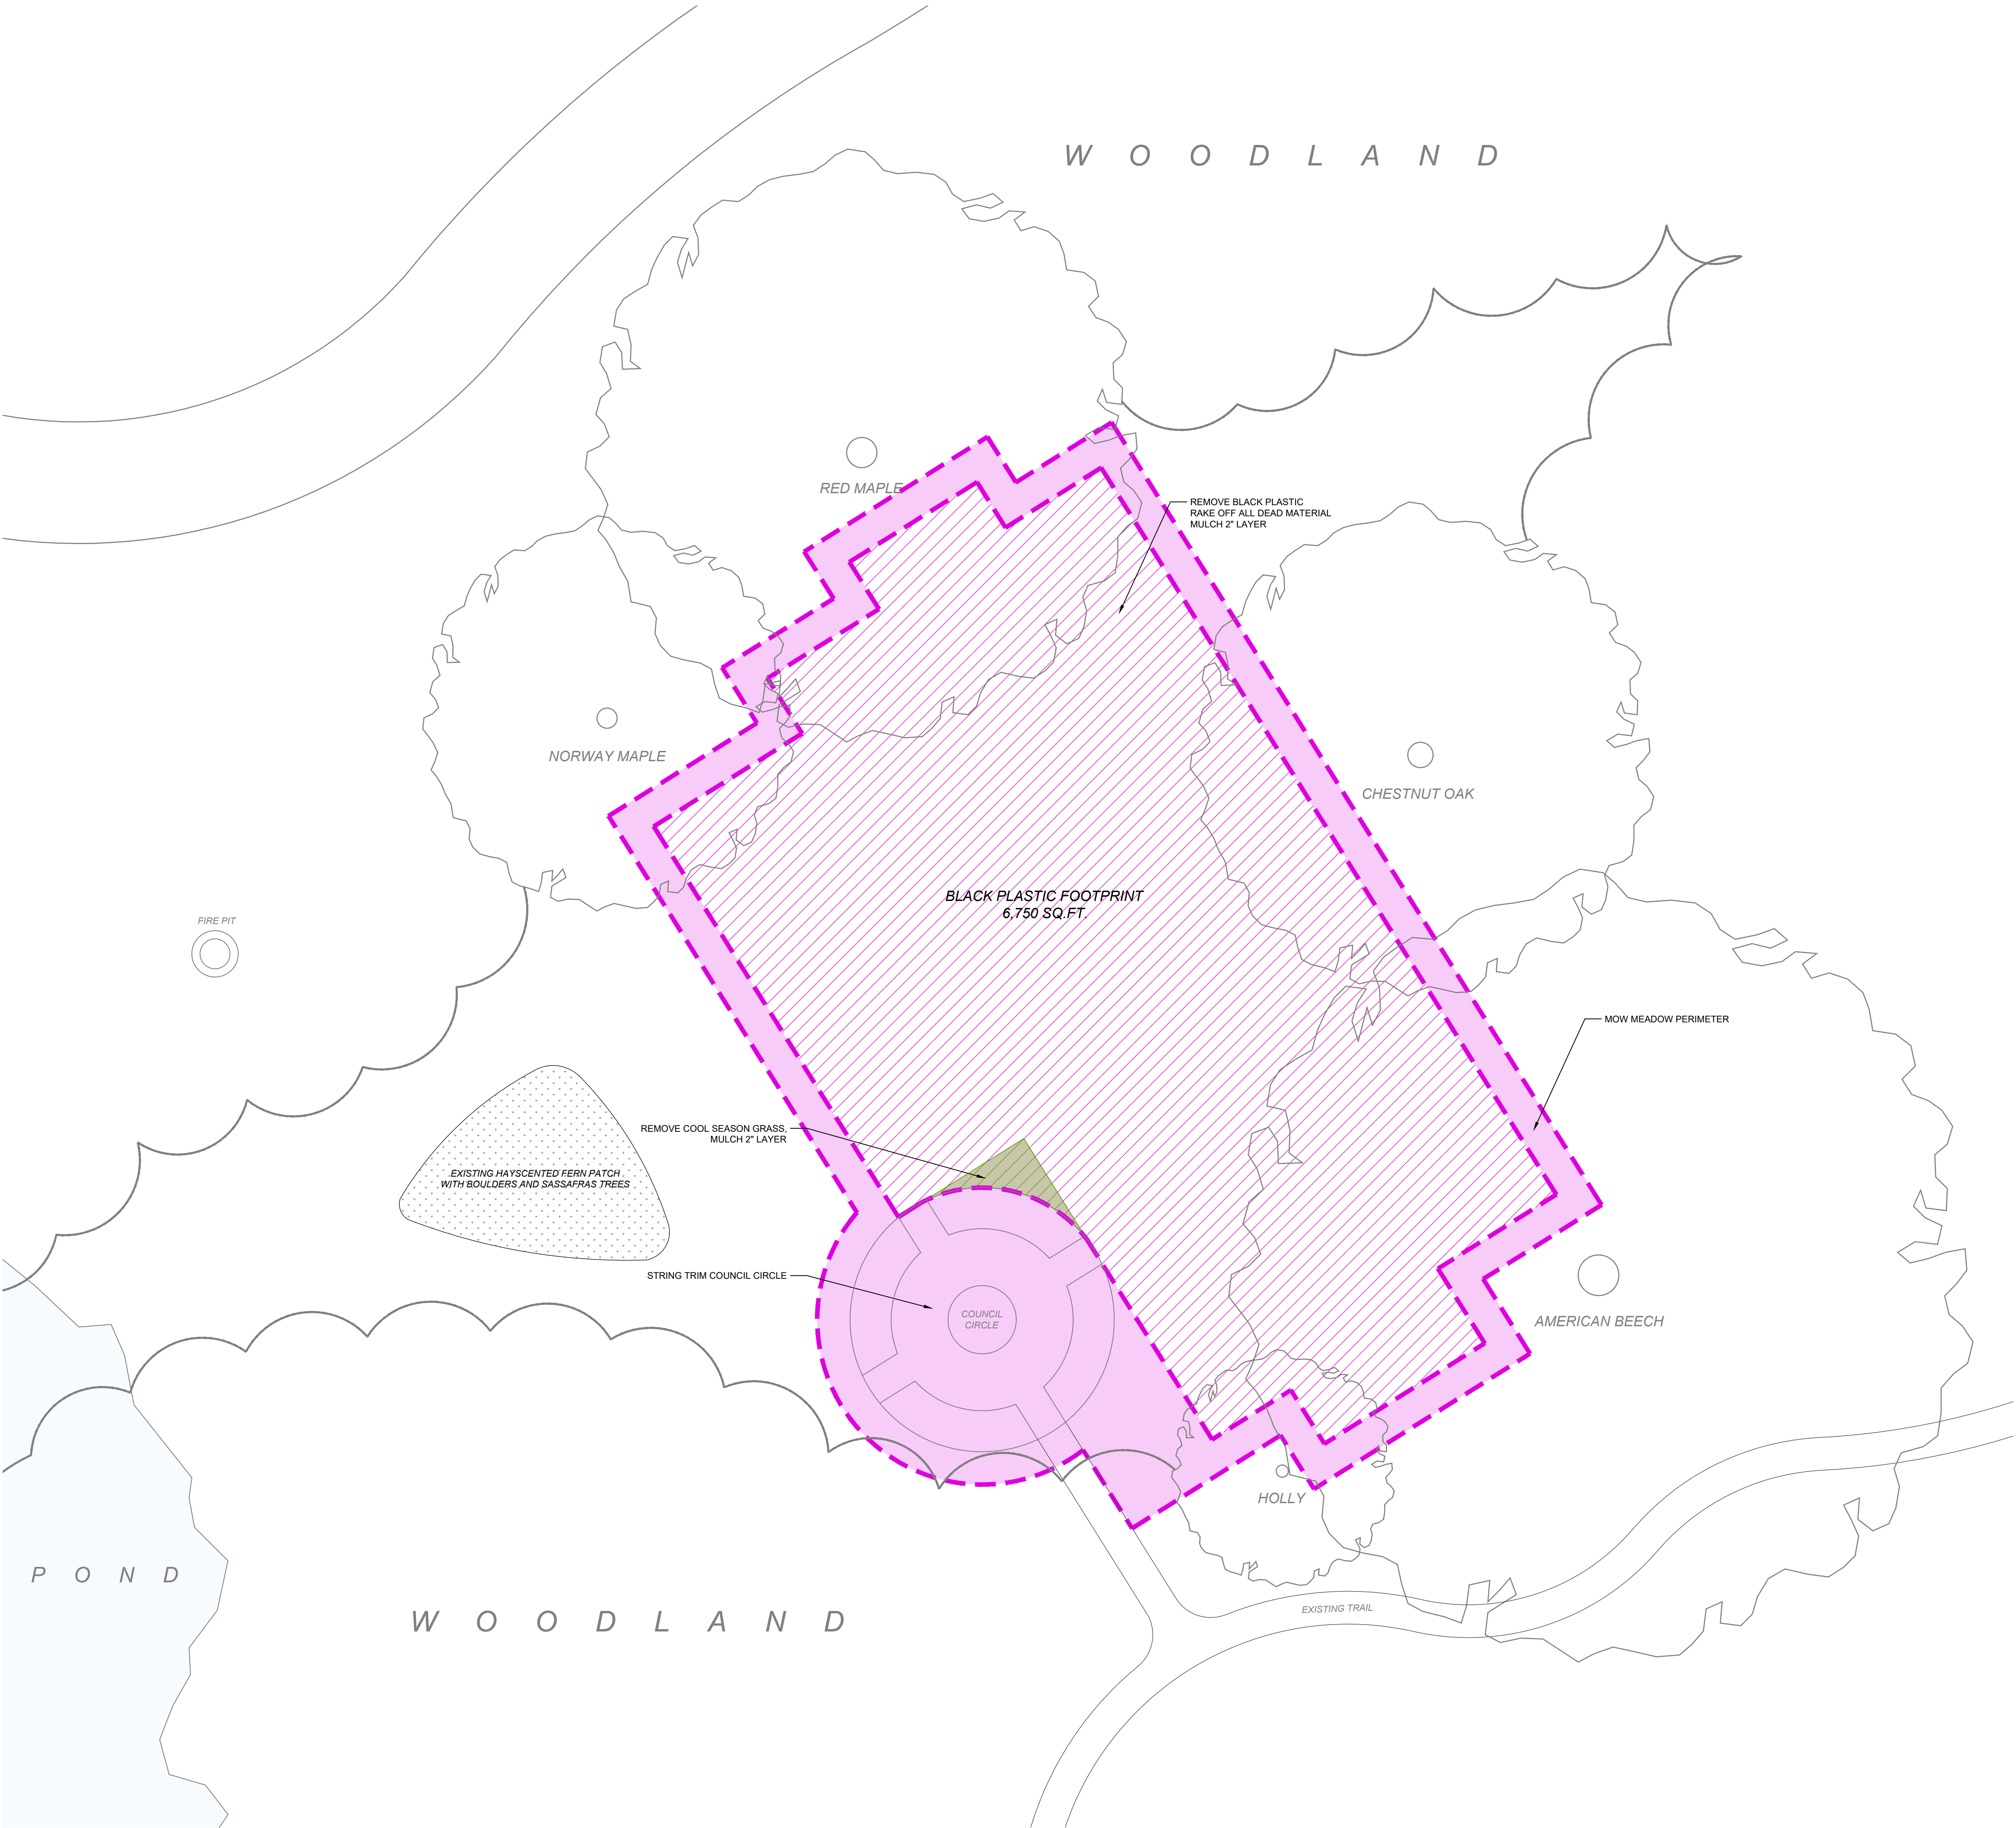 W O O D L A N D
RED MAPLE
REMOVE BLACK PLASTIC
RAKE OFF ALL DEAD MATERIAL
MULCH 2" LAYER
NORWAY MAPLE
CHESTNUT OAK
BLACK PLASTIC FOOTPRINT
6,750 SQ.FT.
FIRE PIT
MOW MEADOW PERIMETER
REMOVE COOL SEASON GRASS,
MULCH 2" LAYER
EXISTING HAYSCENTED FERN PATCH
WITH BOULDERS AND SASSAFRAS TREES
STRING TRIM COUNCIL CIRCLE
COUNCIL
CIRCLE
AMERICAN BEECH
HOLLY
P O N D
W O O D L A N D
EXISTING TRAIL